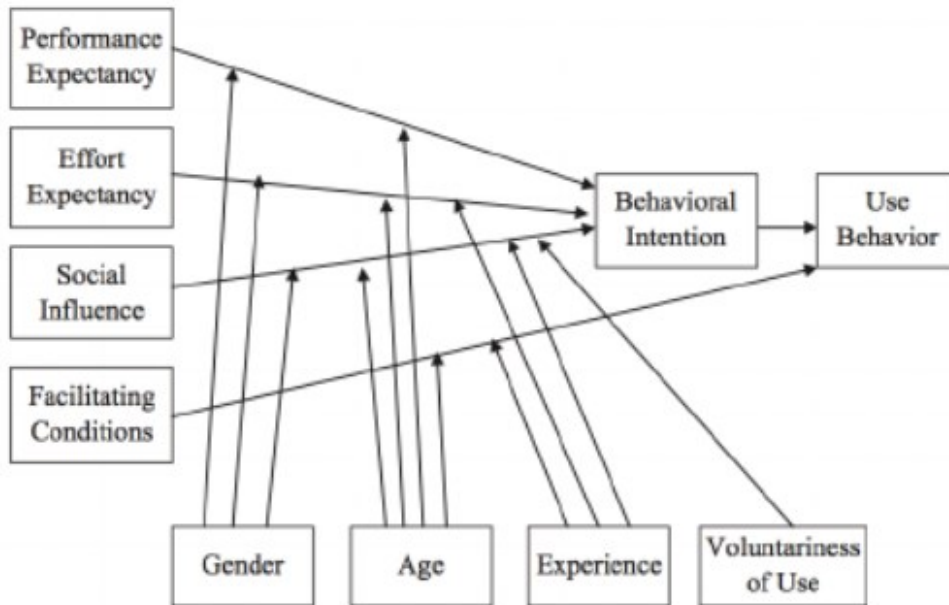 Performance
Expectancy
Effort
Expectancy
Behavioral
Intention
Use
Behavior
Social
Influence
Facilitating
Conditions
Gender
Age
Experience
Voluntariness
of Use